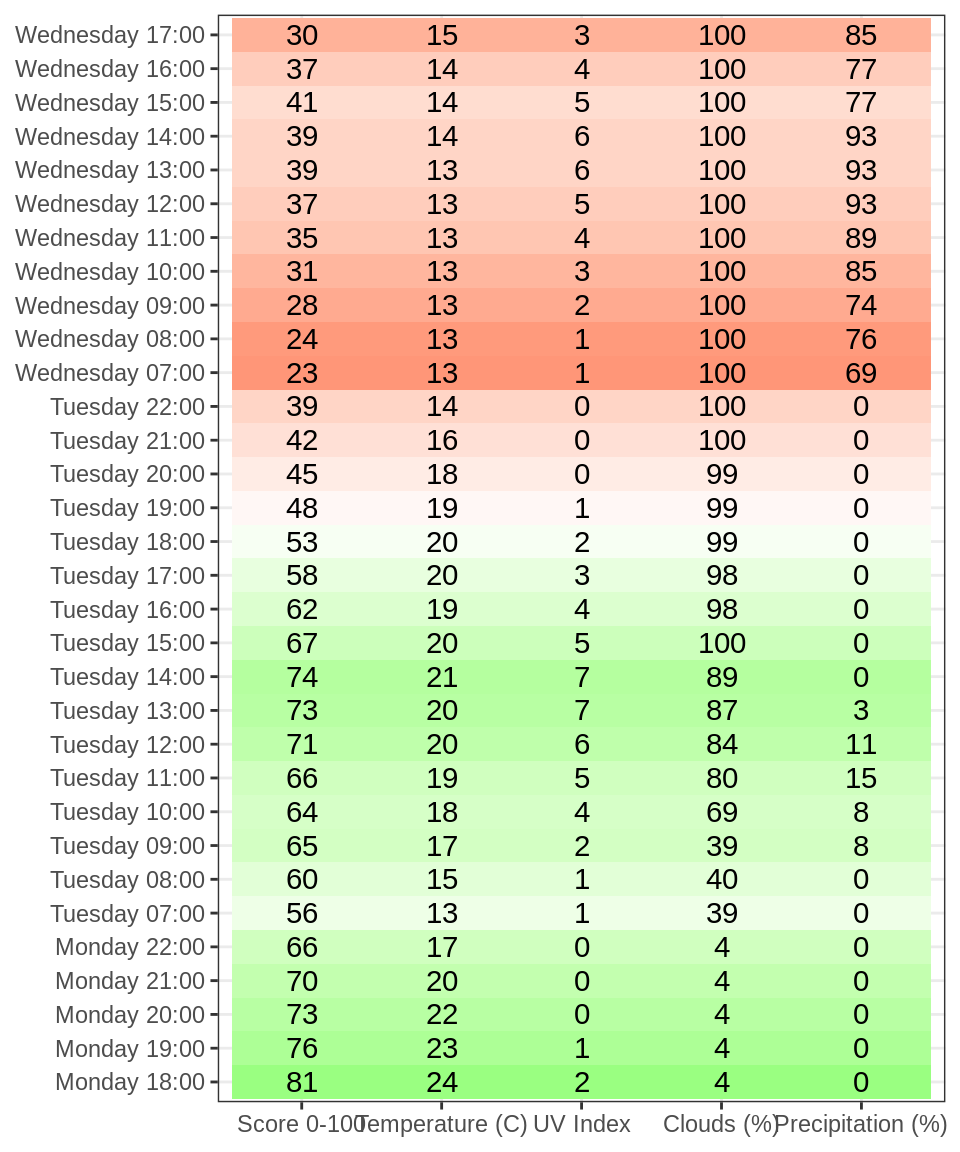 Wednesday 17:00 30 15 3 100 85
Wednesday 16:00 37 14 4 100 77
Wednesday 15:00 41 14 5 100 77
Wednesday 14:00 39 14 6 100 93
Wednesday 13:00 39 13 6 100 93
Wednesday 12:00 37 13 5 100 93
Wednesday 11:00 35 13 4 100 89
Wednesday 10:00 31 13 3 100 85
Wednesday 09:00 28 13 2 100 74
Wednesday 08:00 24 13 1 100 76
Wednesday 07:00 23 13 1 100 69
Tuesday 22:00 39 14 0 100 0
Tuesday 21:00 42 16 0 100 0
Tuesday 20:00 45 18 0 99 0
Tuesday 19:00 48 19 1 99 0
Tuesday 18:00 53 20 2 99 0
Tuesday 17:00 58 20 3 98 0
Tuesday 16:00 62 19 4 98 0
Tuesday 15:00 67 20 5 100 0
Tuesday 14:00 74 21 7 89 0
Tuesday 13:00 73 20 7 87 3
Tuesday 12:00 71 20 6 84 11
Tuesday 11:00 66 19 5 80 15
Tuesday 10:00 64 18 4 69 8
Tuesday 09:00 65 17 2 39 8
Tuesday 08:00 60 15 1 40 0
Tuesday 07:00 56 13 1 39 0
Monday 22:00 66 17 0 4 0
Monday 21:00 70 20 0 4 0
Monday 20:00 73 22 0 4 0
Monday 19:00 76 23 1 4 0
Monday 18:00 81 24 2 4 0
Score 0-100 Temperature (C) UV Index Clouds (%) Precipitation (%)